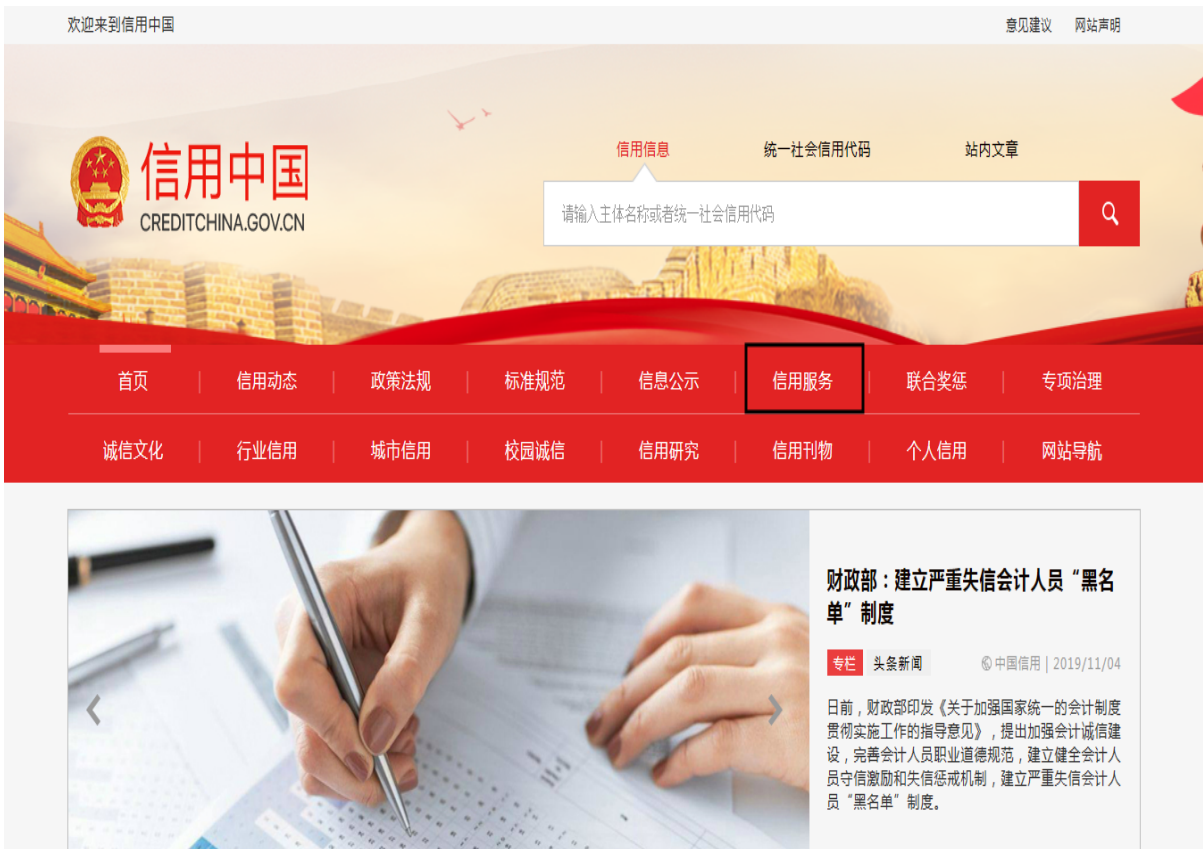 欢迎来到信用中国
意见建议 网站声明
信用中国
CREDITCHINA.GOV.CN
信用信息 统一社会信用代码 站内文章
请输入主体名称或者统一社会信用代码
首页 信用动态 政策法规 标准规范 信息公示 信用服务 联合奖惩 专项治理
诚信文化 行业信用 城市信用 校园诚信 信用研究 信用刊物 个人信用 网站导航
财政部：建立严重失信会计人员“黑名
单”制度
专栏 头条新闻 中国信用 | 2019/11/04
日前，财政部印发《关于加强国家统一的会计制度
贯彻实施工作的指导意见》，提出加强会计诚信建
设，完善会计人员职业道德规范，建立健全会计人
员守信激励和失信惩戒机制，建立严重失信会计人
员“黑名单”制度。